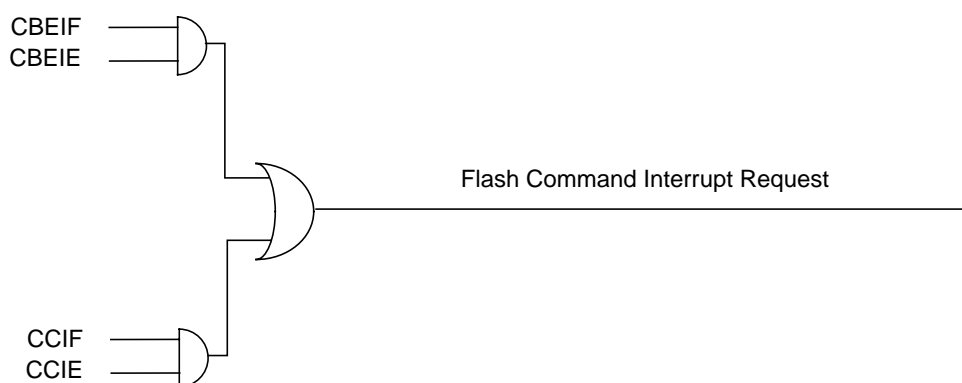 CBEIF
CBEIE
Flash Command Interrupt Request
CCIF
CCIE